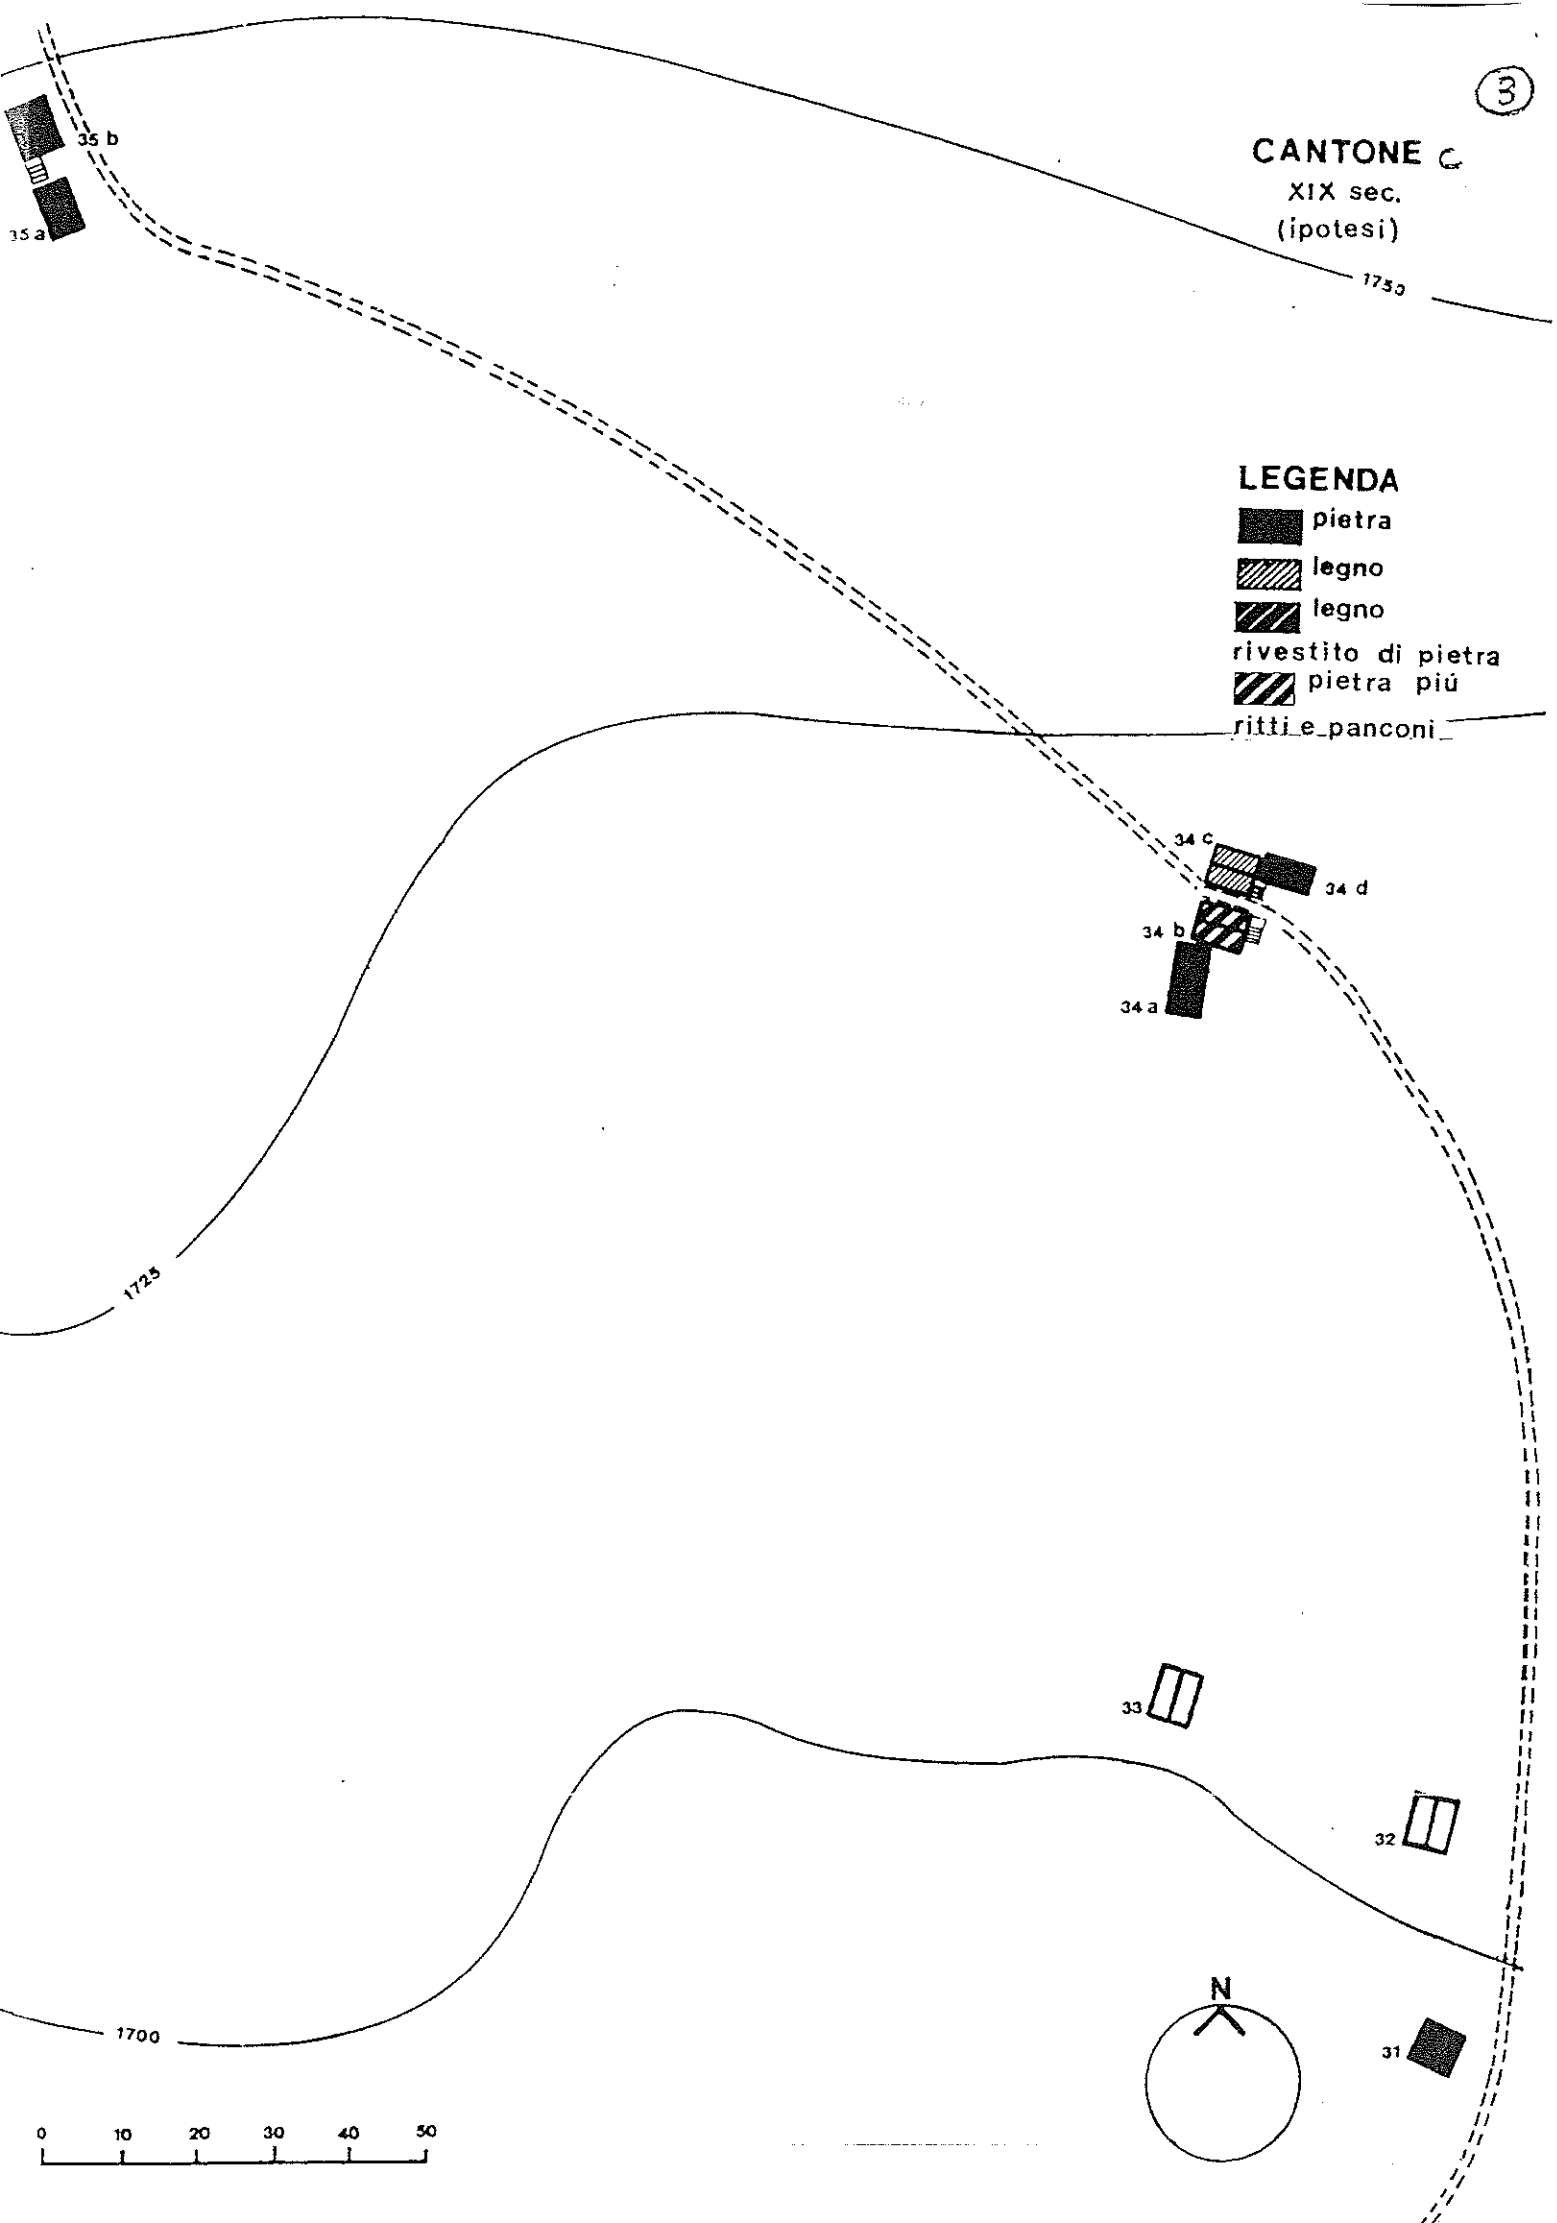 3
35 b
CANTONE C
XIX sec.
(ipotesi)
35 a
1750
LEGENDA
pietra
legno
legno
rivestito di pietra
pietra piú
ritti e panconi
34 c
34 d
34 b
34 a
1725
33
32
N
1700
31
0 10 20 30 40 50